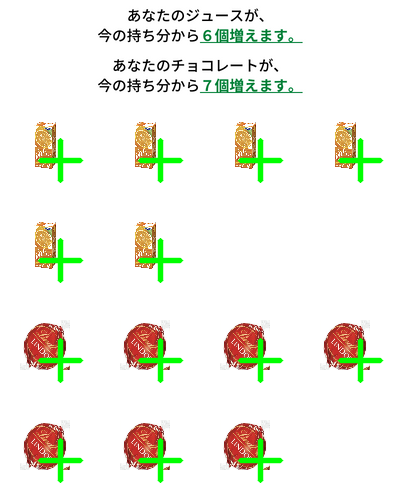 あなたのジュースが、
今の持ち分から６個増えます。
あなたのチョコレートが、
今の持ち分から７個増えます。